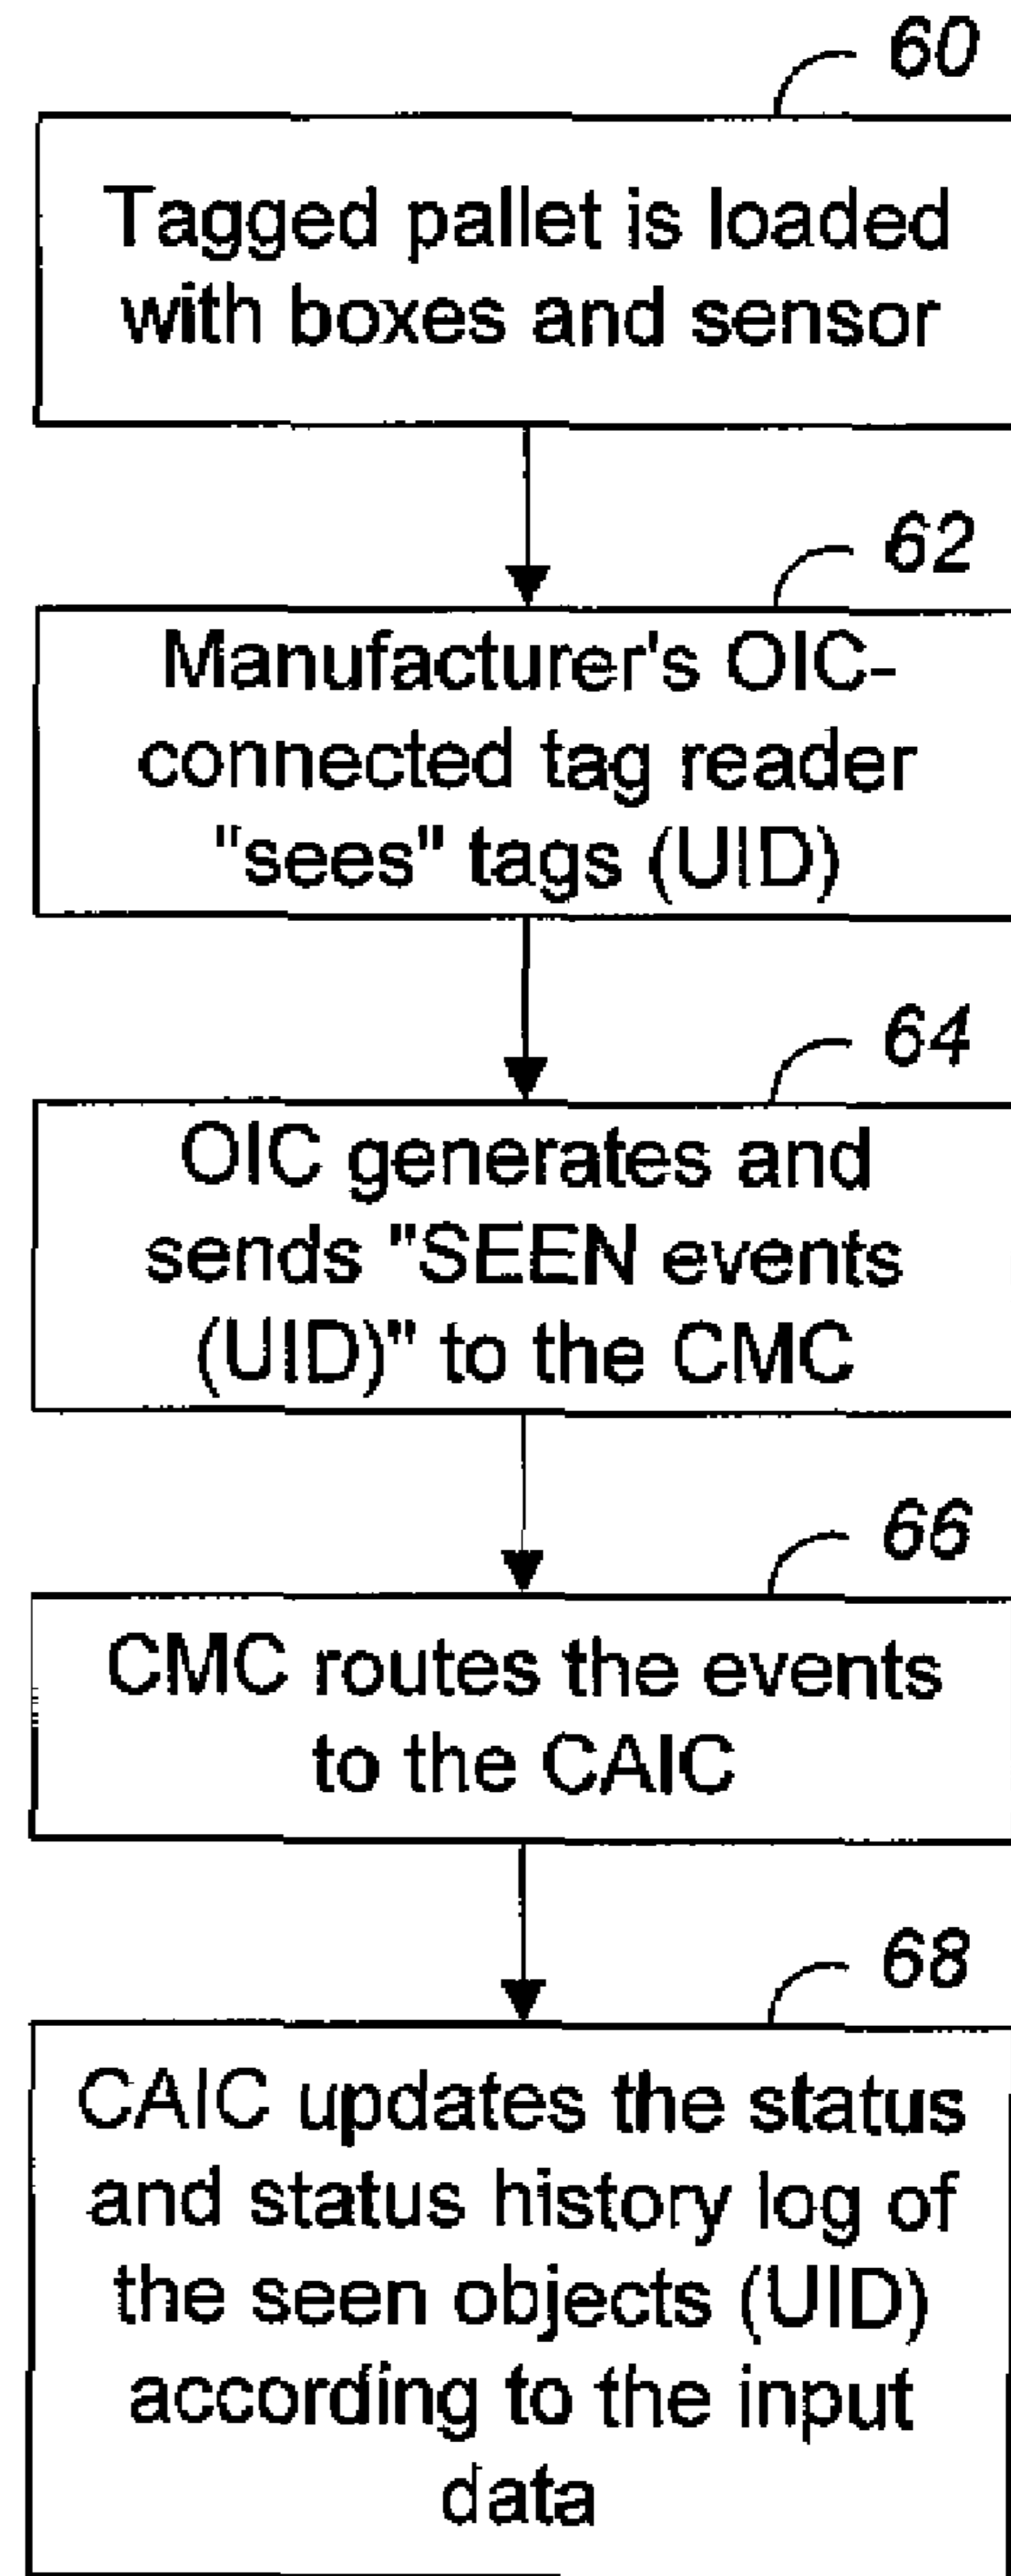 60
Tagged pallet is loaded
with boxes and sensor
62
Manufacturer's OIC-
connected tag reader
"sees" tags (UID)
64
OIC generates and
sends "SEEN events
(UID)" to the CMC
66
CMC routes the events
to the CAIC
68
CAIC updates the status
and status history log of
the seen objects (UID)
according to the input
data